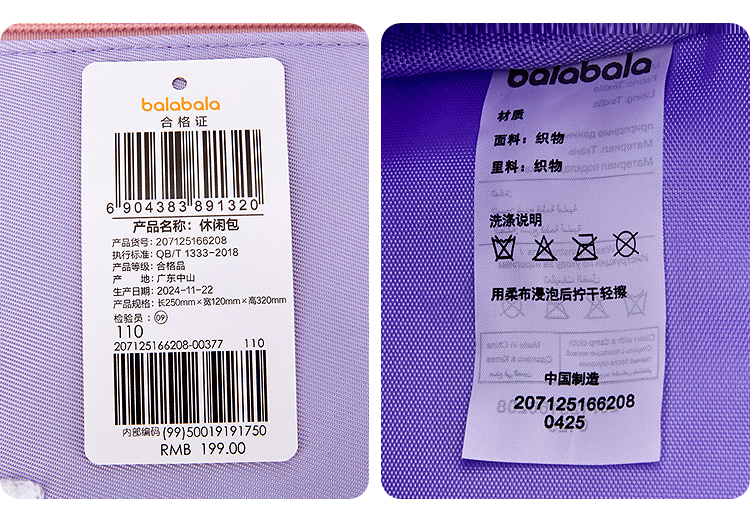 balabala
合格证
6 904383 891320
产品名称：休闲包
产品货号：207125166208
执行标准：QB/T 1333-2018
产品等级：合格品
产 地：广东中山
生产日期：2024-11-22
产品规格：长250mm×宽120mm×高320mm
检验员：09
110
207125166208-00377 110
内部编码 (99)50019191750
RMB 199.00
balabala
材质
面料：织物
里料：织物
洗涤说明
用柔布浸泡后拧干轻擦
中国制造
207125166208
0425